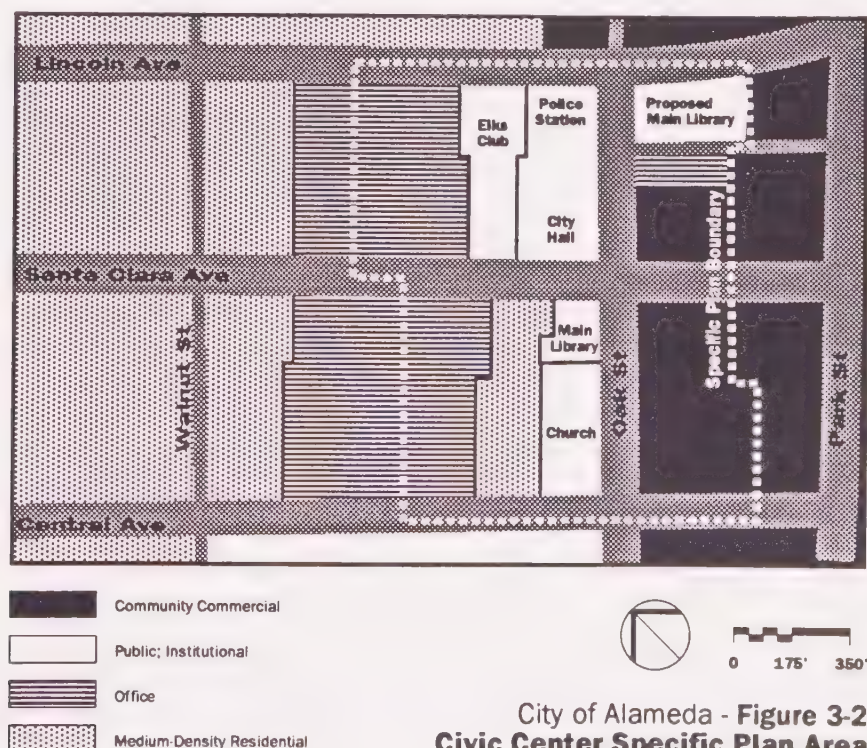 Lincoln Ave
Elks
Club
Police
Station
Proposed
Main Library
City
Hall
Santa Clara Ave
Specific Plan Boundary
Walnut St
Main
Library
Oak St
Park St
Church
Central Ave
Community Commercial
Public; Institutional
Office
Medium-Density Residential
0 175' 350'
City of Alameda - Figure 3-2
Civic Center Specific Plan Area